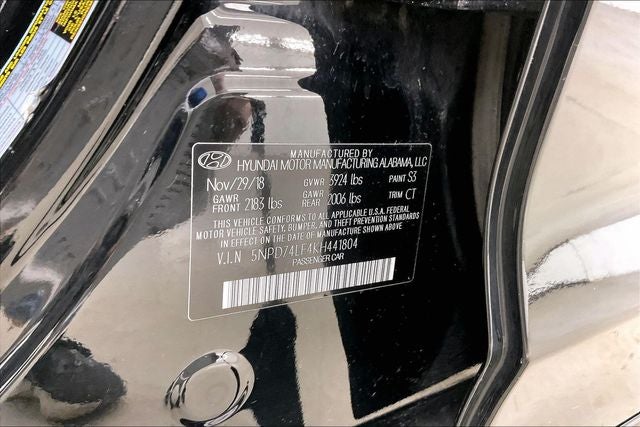 MANUFACTURED BY
HYUNDAI MOTOR MANUFACTURING ALABAMA, LLC
Nov/29/18 GVWR 3924 lbs PAINT S3
GAWR FRONT 2183 lbs GAWR REAR 2006 lbs TRIM CT
THIS VEHICLE CONFORMS TO ALL APPLICABLE U.S.A. FEDERAL
MOTOR VEHICLE SAFETY, BUMPER, AND THEFT PREVENTION STANDARDS
IN EFFECT ON THE DATE OF MANUFACTURE SHOWN ABOVE.
V.I.N 5NPD74LF4KH441804
PASSENGER CAR